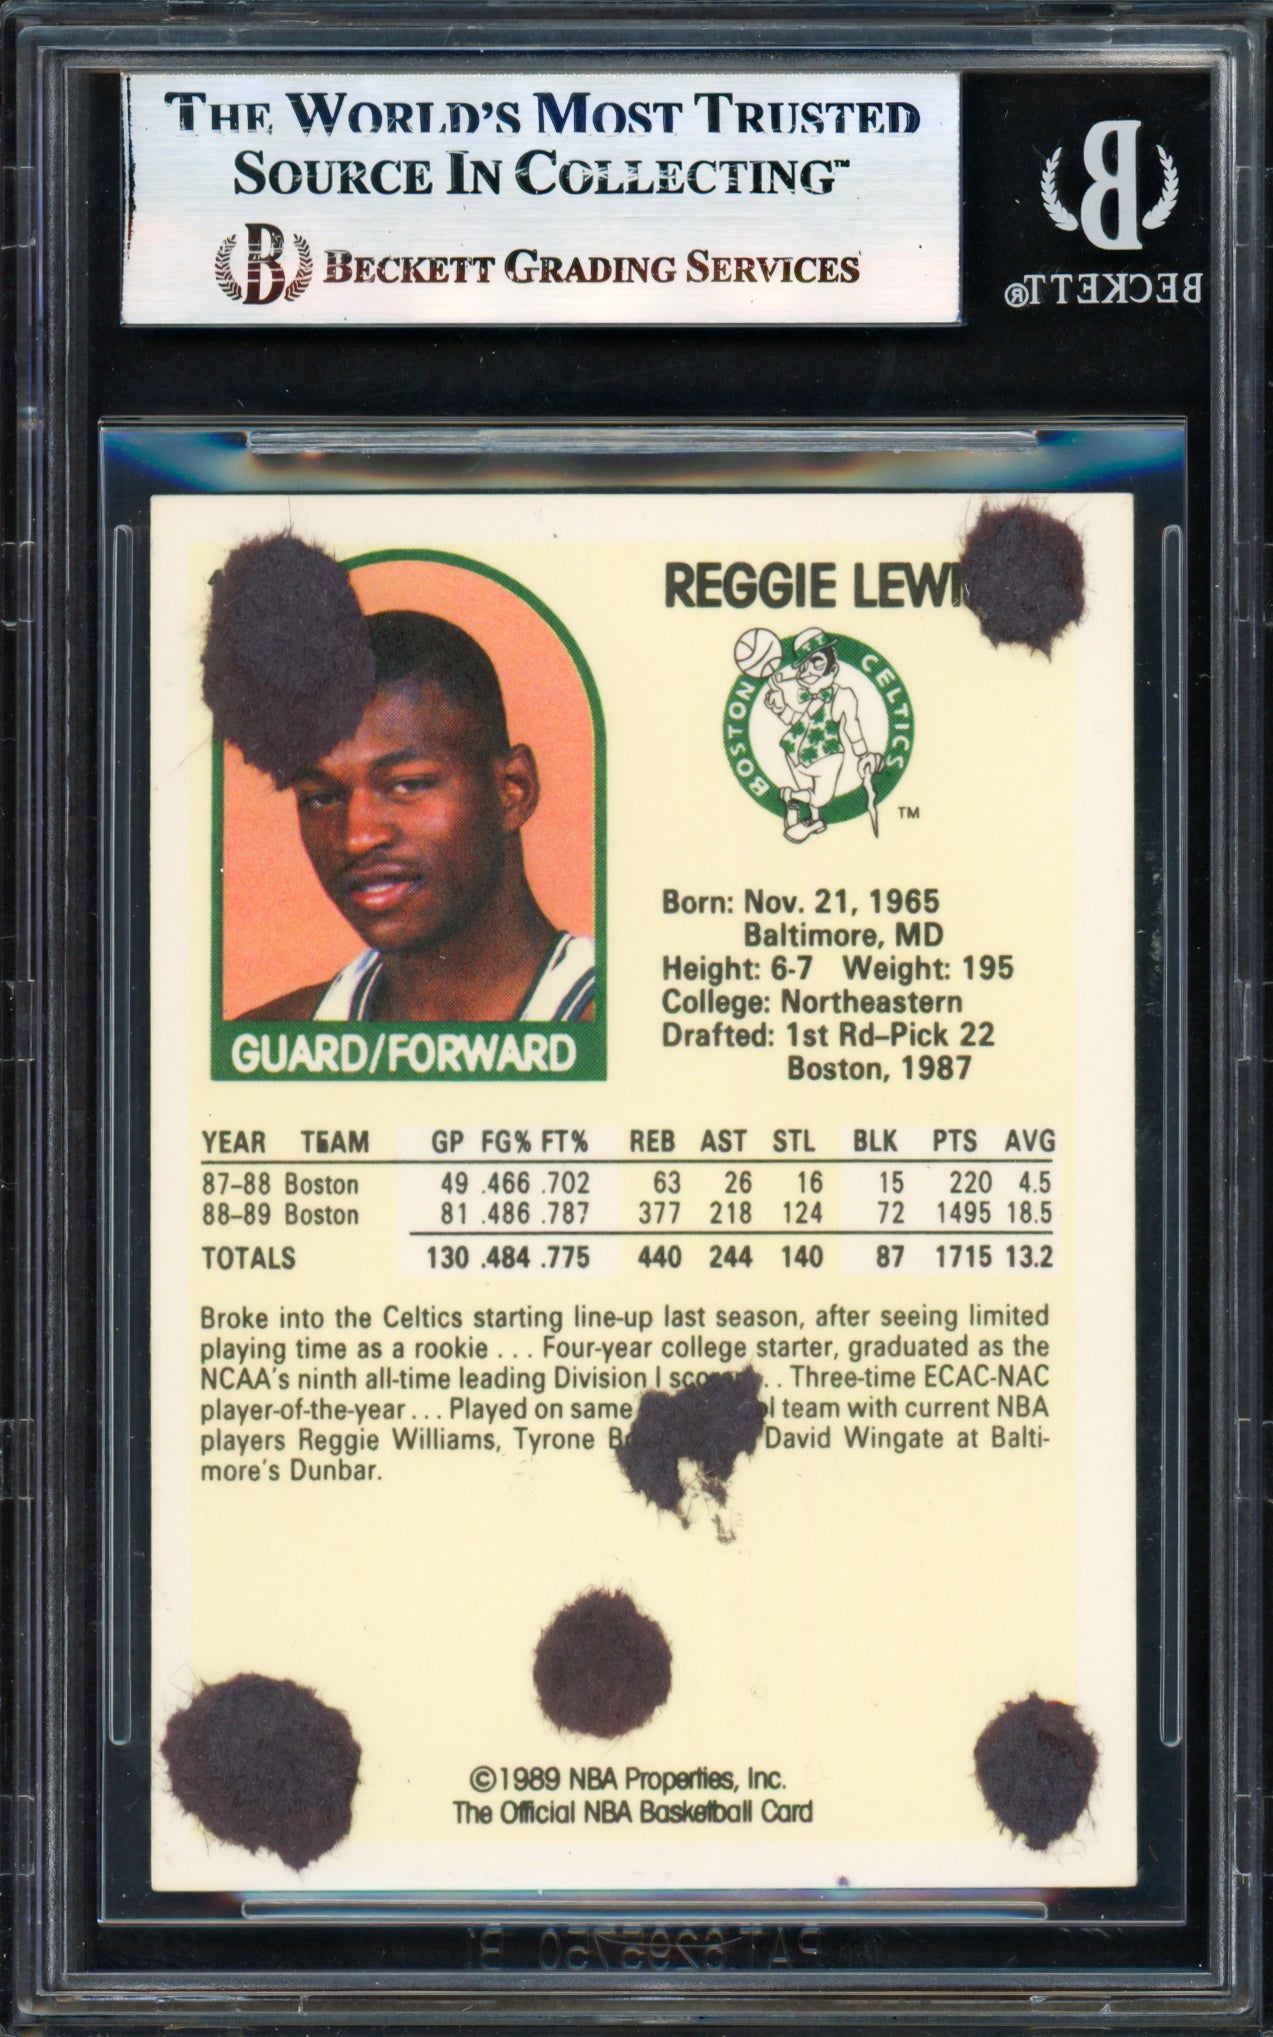 THE WORLD'S MOST TRUSTED
SOURCE IN COLLECTING™
B BECKETT GRADING SERVICES
B
BECKETT®
REGGIE
BOSTON CELTICS
TM
Born: Nov. 21, 1965
Baltimore, MD
Height: 6-7 Weight: 195
College: Northeastern
Drafted: 1st Rd–Pick 22
Boston, 1987
GUARD/FORWARD
YEAR TEAM GP FG% FT% REB AST STL BLK PTS AVG
87–88 Boston 49 .466 .702 63 26 16 15 220 4.5
88–89 Boston 81 .486 .787 377 218 124 72 1495 18.5
TOTALS 130 .484 .775 440 244 140 87 1715 13.2
Broke into the Celtics starting line-up last season, after seeing limited
playing time as a rookie . . . Four-year college starter, graduated as the
NCAA's ninth all-time leading Division I . . Three-time ECAC-NAC
player-of-the-year . . . Played on same team with current NBA
players Reggie Williams, Tyrone David Wingate at Balti-
more's Dunbar.
©1989 NBA Properties, Inc.
The Official NBA Basketball Card